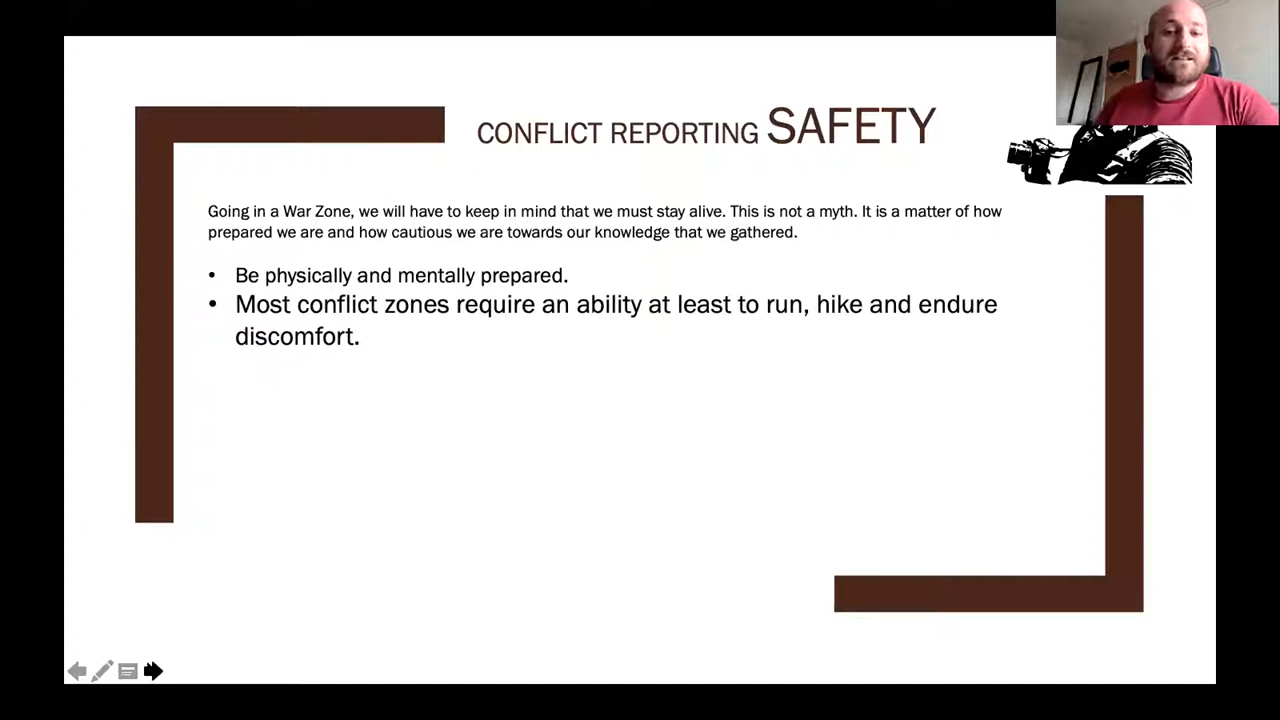 CONFLICT REPORTING SAFETY
Going in a War Zone, we will have to keep in mind that we must stay alive. This is not a myth. It is a matter of how
prepared we are and how cautious we are towards our knowledge that we gathered.
• Be physically and mentally prepared.
• Most conflict zones require an ability at least to run, hike and endure
discomfort.